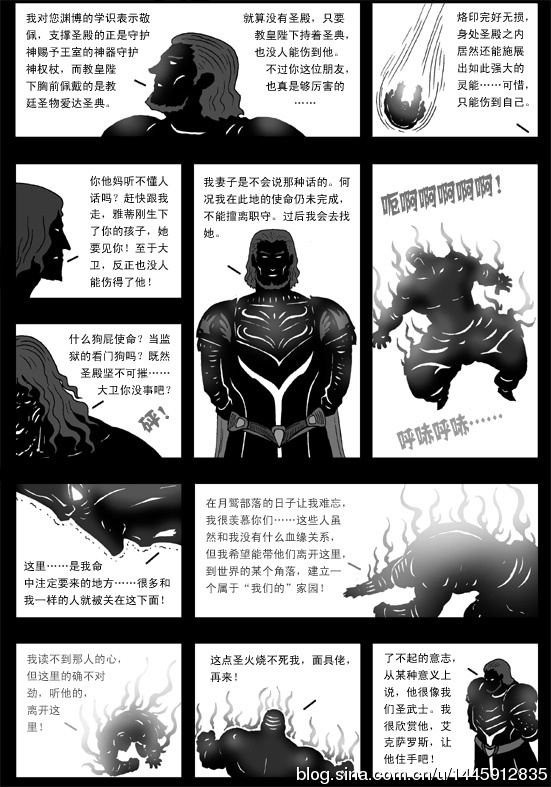 我对您渊博的学识表示敬
佩，支撑圣殿的正是守护
神赐予王室的神器守护
神权杖，而教皇陛
下胸前佩戴的是教
廷圣物爱达圣典。
就算没有圣殿，只要
教皇陛下持着圣典，
也没人能伤到他。
不过你这位朋友，
也真是够厉害的
……
烙印完好无损，
身处圣殿之内
居然还能施展
出如此强大的
灵能……可惜，
只能伤到自己。
你他妈听不懂人
话吗？赶快跟我
走，雅蒂刚生下
了你的孩子，她
要见你！至于大
卫，反正也没人
能伤得了他！
我妻子是不会说那种话的。何
况我在此地的使命仍未完成，
不能擅离职守。过后我会去找
她。
呃啊啊啊啊啊！
呼哧呼哧……
什么狗屁使命？当监
狱的看门狗吗？既然
圣殿坚不可摧……
大卫你没事吧？
砰！
这里……是我命
中注定要来的地方……很多和
我一样的人就被关在这下面！
在月鹫部落的日子让我难忘，
我很羡慕你们……这些人虽
然和我没有什么血缘关系，
但我希望能带他们离开这里，
到世界的某个角落，建立一
个属于“我们的”家园！
我读不到那人的心，
但这里的确不对
劲，听他的，
离开这
里！
这点圣火烧不死我，面具佬，
再来！
了不起的意志，
从某种意义上
说，他很像我
们圣武士。我
很欣赏他，艾
克萨罗斯，让
他住手吧！
blog.sina.com.cn/u/1445912835